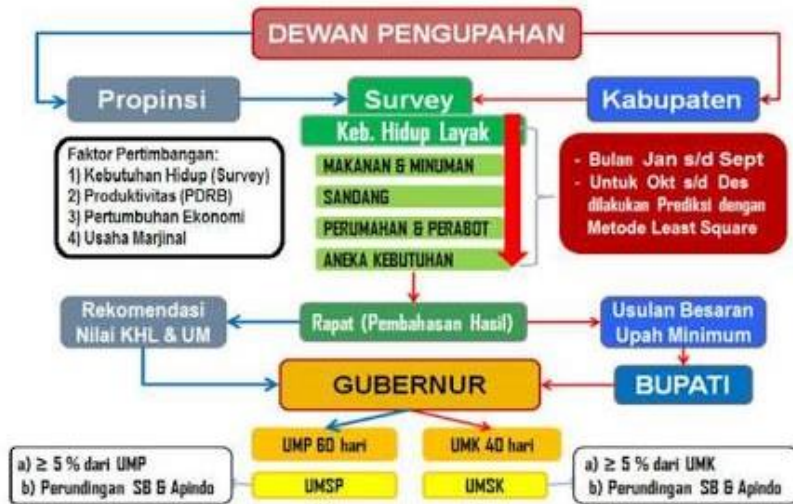 DEWAN PENGUPAHAN
Propinsi
Survey
Kabupaten
Keb. Hidup Layak
Faktor Pertimbangan:
1) Kebutuhan Hidup (Survey)
2) Produktivitas (PDRB)
3) Pertumbuhan Ekonomi
4) Usaha Marjinal
MAKANAN & MINUMAN
SANDANG
PERUMAHAN & PERABOT
ANEKA KEBUTUHAN
- Bulan Jan s/d Sept
- Untuk Okt s/d Des
dilakukan Prediksi dengan
Metode Least Square
Rekomendasi
Nilai KHL & UM
Rapat (Pembahasan Hasil)
Usulan Besaran
Upah Minimum
GUBERNUR
BUPATI
UMP 60 hari
UMK 40 hari
a) ≥ 5 % dari UMP
b) Perundingan SB & Apindo
UMSP
UMSK
a) ≥ 5 % dari UMK
b) Perundingan SB & Apindo